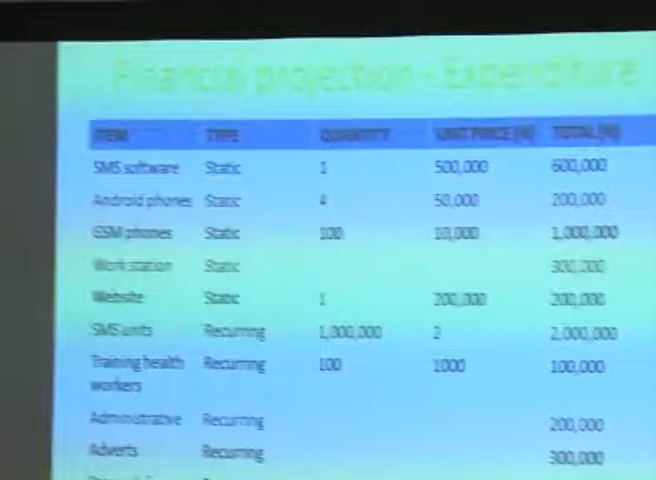 Financial projection - Expenditure
ITEM TYPE QUANTITY UNIT PRICE (N) TOTAL (N)
SMS software Static 1 500,000 600,000
Android phones Static 4 50,000 200,000
GSM phones Static 100 10,000 1,000,000
Work station Static 300,000
Website Static 1 200,000 200,000
SMS units Recurring 1,000,000 2 2,000,000
Training health Recurring 100 1000 100,000
workers
Administrative Recurring 200,000
Adverts Recurring 300,000